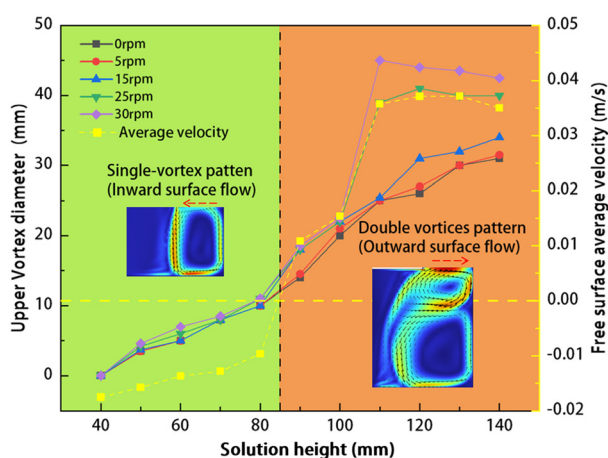 0rpm
5rpm
15rpm
25rpm
30rpm
Average velocity
Single-vortex patten
(Inward surface flow)
Double vortices pattern
(Outward surface flow)
Upper Vortex diameter (mm)
50
40
30
20
10
0
Free surface average velocity (m/s)
0.05
0.04
0.03
0.02
0.01
0.00
-0.01
-0.02
40 60 80 100 120 140
Solution height (mm)